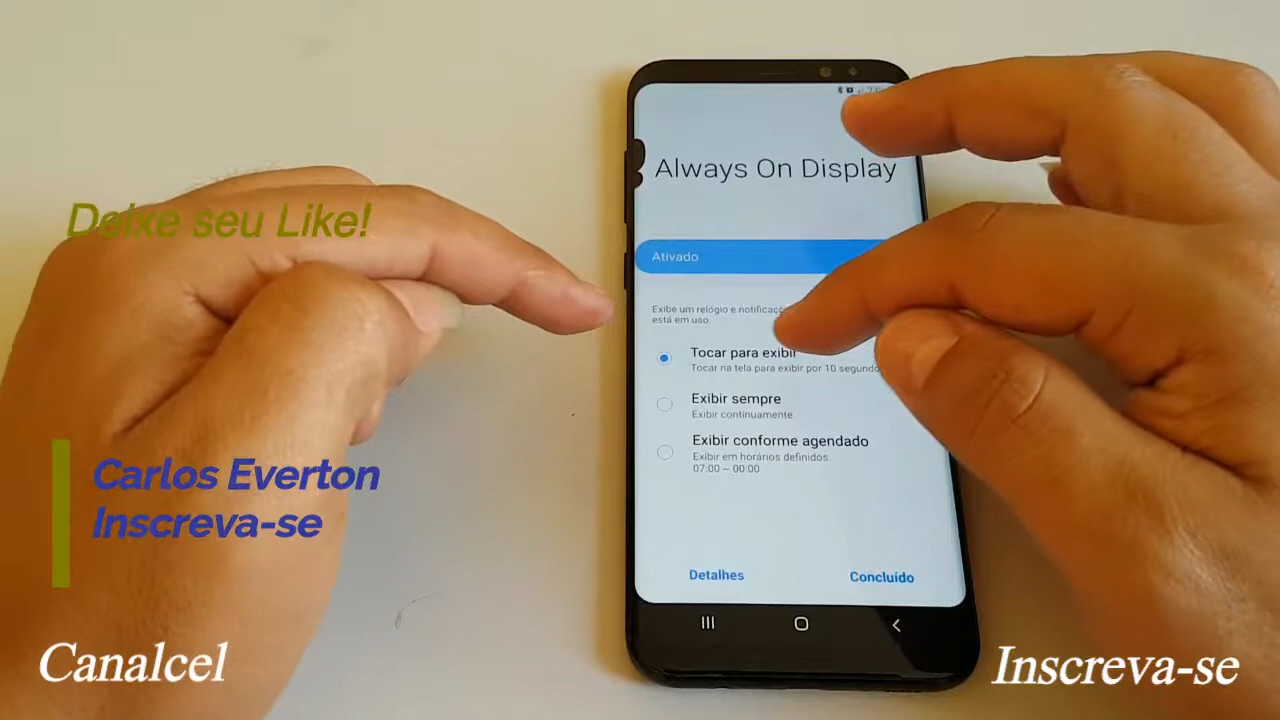 Always On Display
Ativado
Exibe um relógio e
está em uso.
Tocar para exibir
Tocar na tela para exibir por 10
Exibir sempre
Exibir continuamente.
Exibir conforme agendado
Exibir em horários definidos.
07:00 ~ 00:00
Detalhes
Concluído
Deixe seu Like!
Carlos Everton
Inscreva-se
Canalcel
Inscreva-se